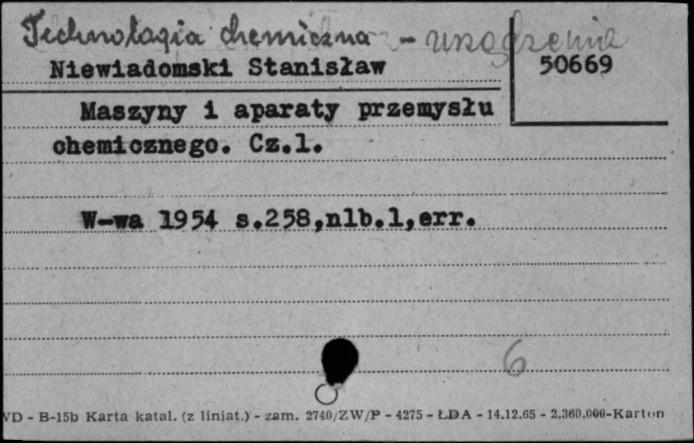 Technologia chemiczna - urządzenia
Niewiadomski Stanisław
50669
Maszyny i aparaty przemysłu
chemicznego. Cz.1.
W-wa 1954 s.258,nlb.1,err.
6
WD - B-15b Karta katal. (z liniat.) - zam. 2740/ZW/P - 4275 - ŁDA - 14.12.65 - 2.360.000-Karton